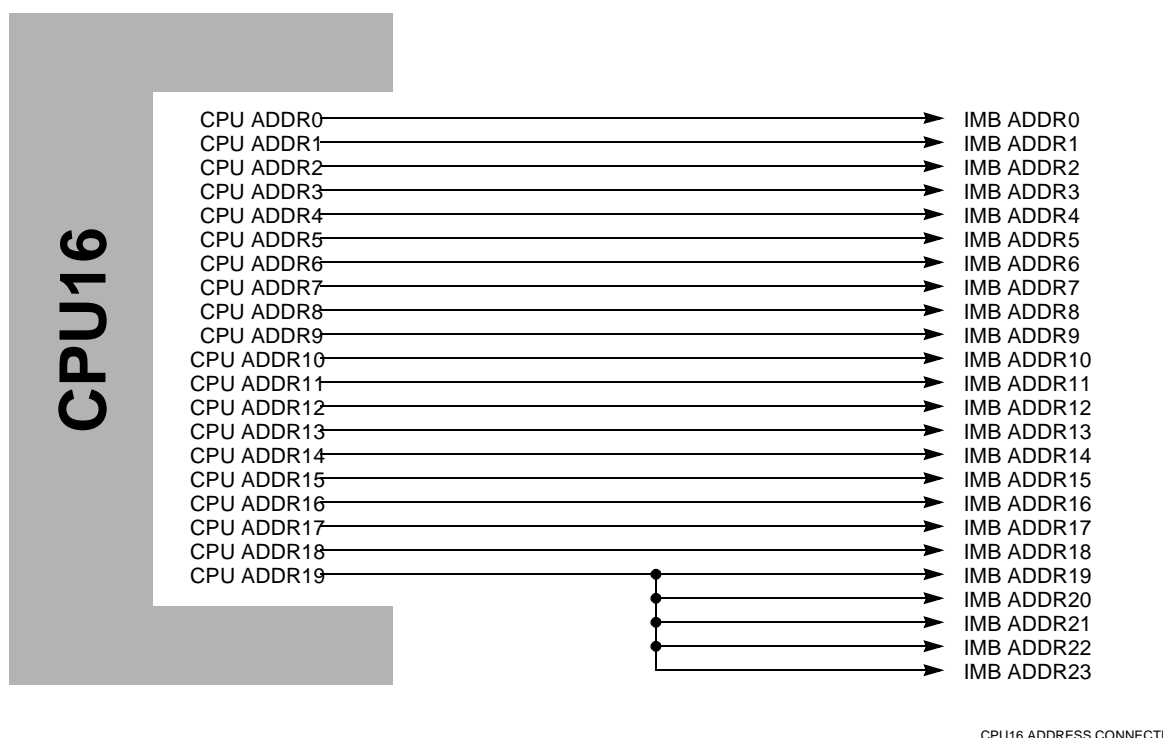 CPU16
CPU ADDR0 IMB ADDR0
CPU ADDR1 IMB ADDR1
CPU ADDR2 IMB ADDR2
CPU ADDR3 IMB ADDR3
CPU ADDR4 IMB ADDR4
CPU ADDR5 IMB ADDR5
CPU ADDR6 IMB ADDR6
CPU ADDR7 IMB ADDR7
CPU ADDR8 IMB ADDR8
CPU ADDR9 IMB ADDR9
CPU ADDR10 IMB ADDR10
CPU ADDR11 IMB ADDR11
CPU ADDR12 IMB ADDR12
CPU ADDR13 IMB ADDR13
CPU ADDR14 IMB ADDR14
CPU ADDR15 IMB ADDR15
CPU ADDR16 IMB ADDR16
CPU ADDR17 IMB ADDR17
CPU ADDR18 IMB ADDR18
CPU ADDR19 IMB ADDR19
IMB ADDR20
IMB ADDR21
IMB ADDR22
IMB ADDR23
CPU16 ADDRESS